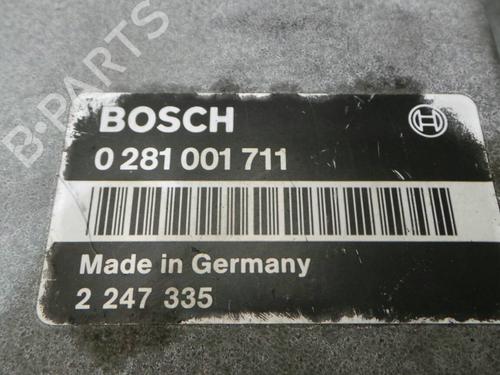 B-PARTS
BOSCH
0 281 001 711
Made in Germany
2 247 335